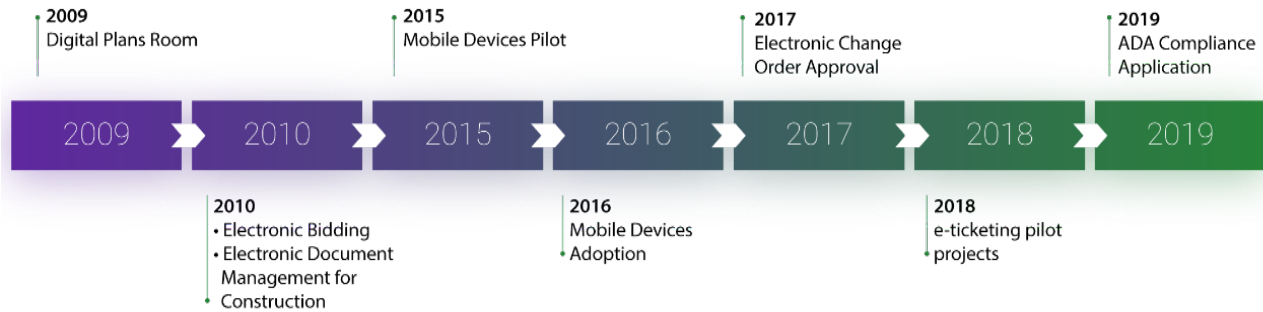 2009
Digital Plans Room
2015
Mobile Devices Pilot
2017
Electronic Change
Order Approval
2019
ADA Compliance
Application
2009
2010
2015
2016
2017
2018
2019
2010
• Electronic Bidding
• Electronic Document
Management for
Construction
2016
Mobile Devices
Adoption
2018
e-ticketing pilot
projects